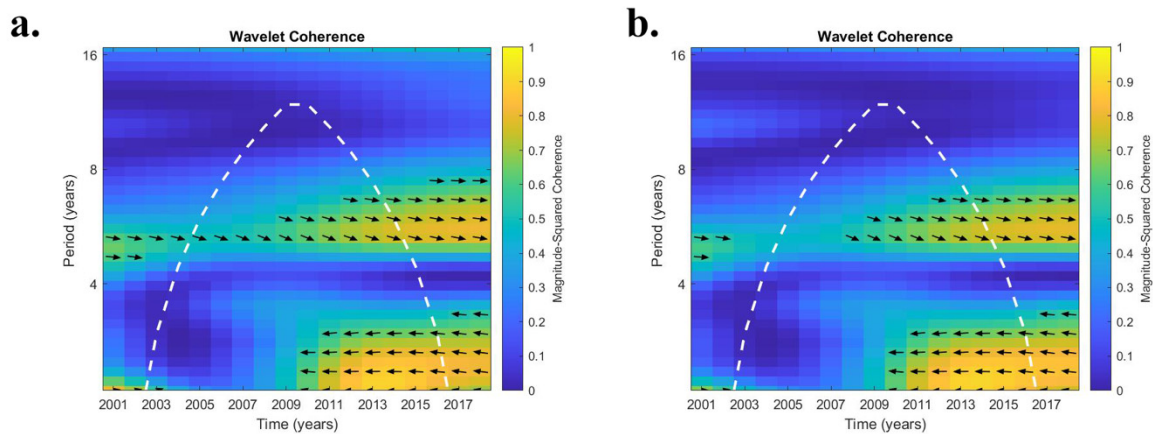 a.
Wavelet Coherence
16
8
4
Period (years)
2001 2003 2005 2007 2009 2011 2013 2015 2017
Time (years)
1
0.9
0.8
0.7
0.6
0.5
0.4
0.3
0.2
0.1
0
Magnitude-Squared Coherence
b.
Wavelet Coherence
16
8
4
Period (years)
2001 2003 2005 2007 2009 2011 2013 2015 2017
Time (years)
1
0.9
0.8
0.7
0.6
0.5
0.4
0.3
0.2
0.1
0
Magnitude-Squared Coherence